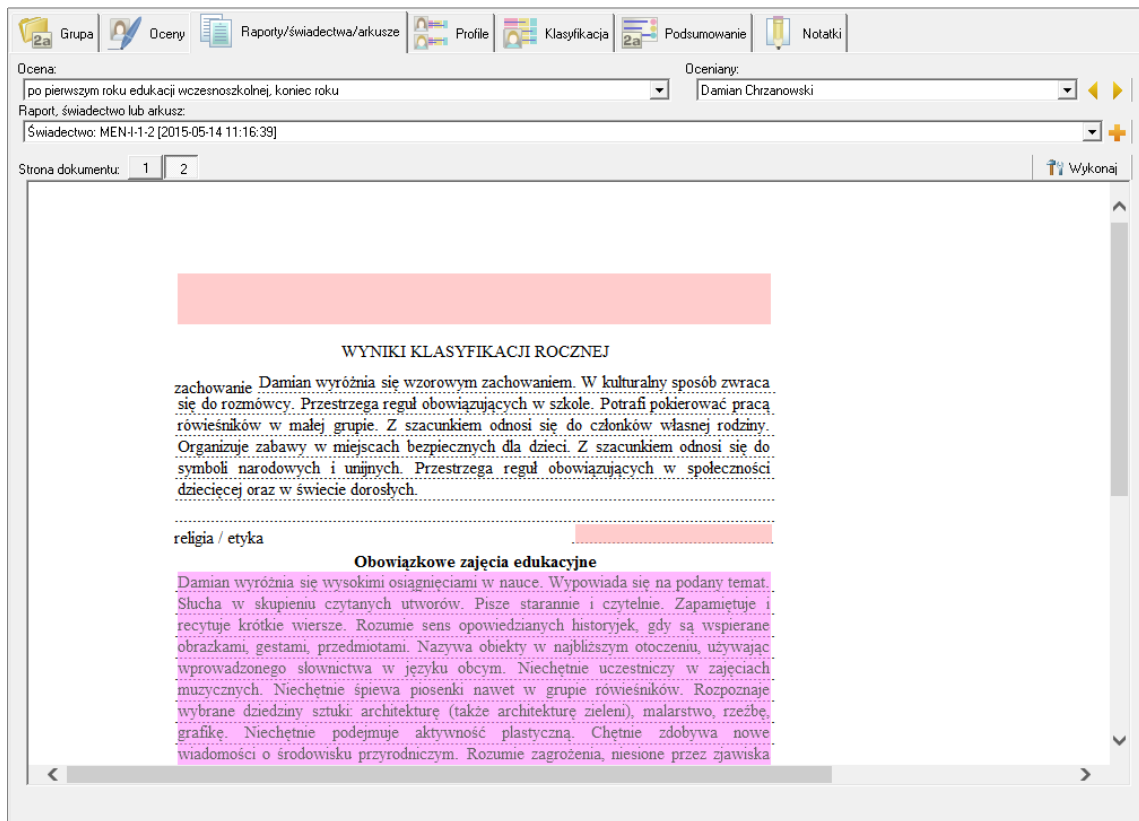 2a Grupa Oceny Raporty/świadectwa/arkusze Profile Klasyfikacja 2a Podsumowanie Notatki
Ocena: Oceniany:
po pierwszym roku edukacji wczesnoszkolnej, koniec roku Damian Chrzanowski
Raport, świadectwo lub arkusz:
Świadectwo: MEN-I-1-2 [2015-05-14 11:16:39]
Strona dokumentu: 1 2 Wykonaj
WYNIKI KLASYFIKACJI ROCZNEJ
zachowanie Damian wyróżnia się wzorowym zachowaniem. W kulturalny sposób zwraca
się do rozmówcy. Przestrzega reguł obowiązujących w szkole. Potrafi pokierować pracą
rówieśników w małej grupie. Z szacunkiem odnosi się do członków własnej rodziny.
Organizuje zabawy w miejscach bezpiecznych dla dzieci. Z szacunkiem odnosi się do
symboli narodowych i unijnych. Przestrzega reguł obowiązujących w społeczności
dziecięcej oraz w świecie dorosłych.
religia / etyka
Obowiązkowe zajęcia edukacyjne
Damian wyróżnia się wysokimi osiągnięciami w nauce. Wypowiada się na podany temat.
Słucha w skupieniu czytanych utworów. Pisze starannie i czytelnie. Zapamiętuje i
recytuje krótkie wiersze. Rozumie sens opowiedzianych historyjek, gdy są wspierane
obrazkami, gestami, przedmiotami. Nazywa obiekty w najbliższym otoczeniu, używając
wprowadzonego słownictwa w języku obcym. Niechętnie uczestniczy w zajęciach
muzycznych. Niechętnie śpiewa piosenki nawet w grupie rówieśników. Rozpoznaje
wybrane dziedziny sztuki: architekturę (także architekturę zieleni), malarstwo, rzeźbę,
grafikę. Niechętnie podejmuje aktywność plastyczną. Chętnie zdobywa nowe
wiadomości o środowisku przyrodniczym. Rozumie zagrożenia, niesione przez zjawiska